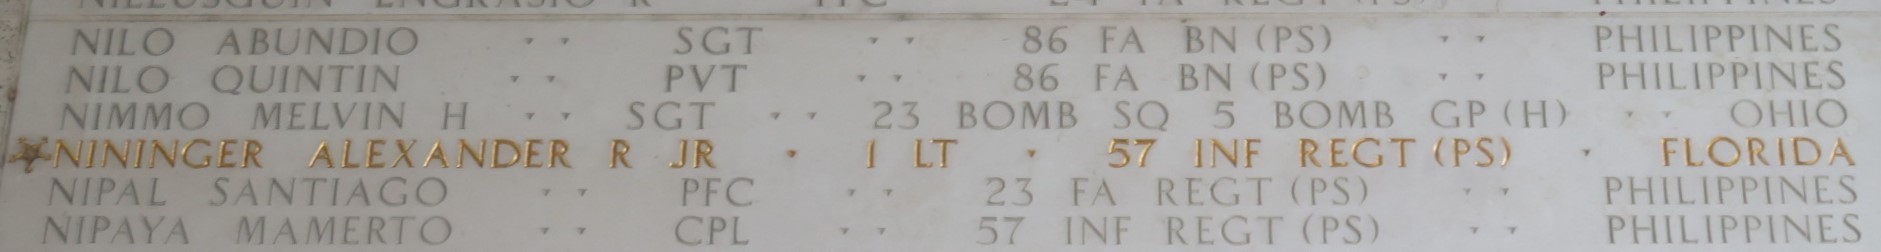 NILO ABUNDIO · · SGT · · 86 FA BN (PS) · · PHILIPPINES
NILO QUINTIN · · PVT · · 86 FA BN (PS) · · PHILIPPINES
NIMMO MELVIN H · · SGT · · 23 BOMB SQ 5 BOMB GP (H) · · OHIO
NININGER ALEXANDER R JR · 1 LT · 57 INF REGT (PS) · FLORIDA
NIPAL SANTIAGO · · PFC · · 23 FA REGT (PS) · · PHILIPPINES
NIPAYA MAMERTO · · CPL · · 57 INF REGT (PS) · · PHILIPPINES